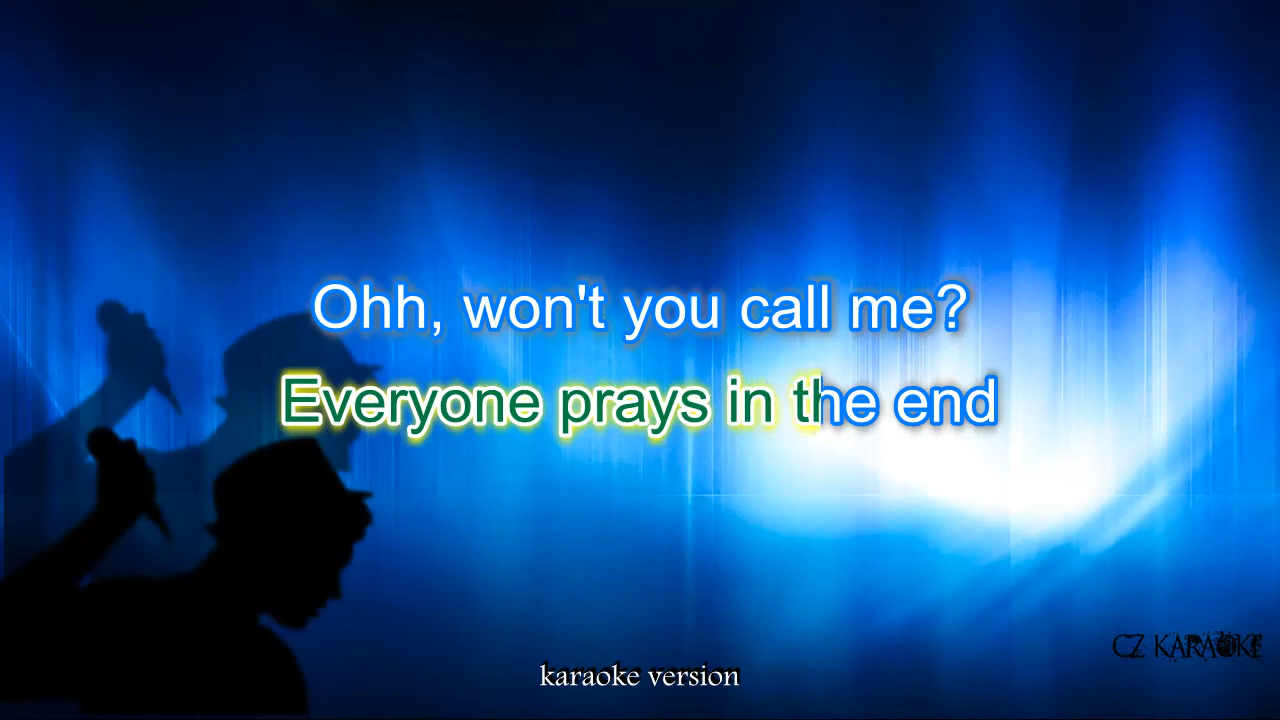 Ohh, won't you call me?
Everyone prays in the end
CZ KARAOKE
karaoke version